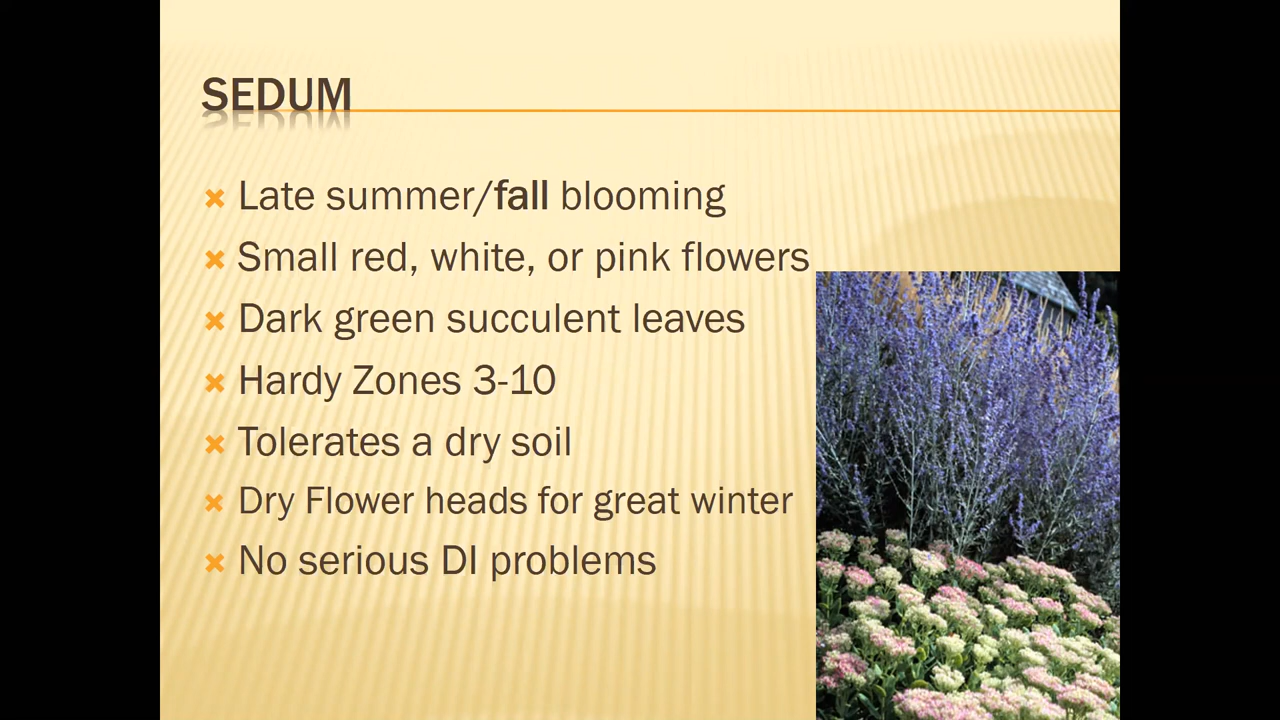 SEDUM
Late summer/fall blooming
Small red, white, or pink flowers
Dark green succulent leaves
Hardy Zones 3-10
Tolerates a dry soil
Dry Flower heads for great winter
No serious DI problems